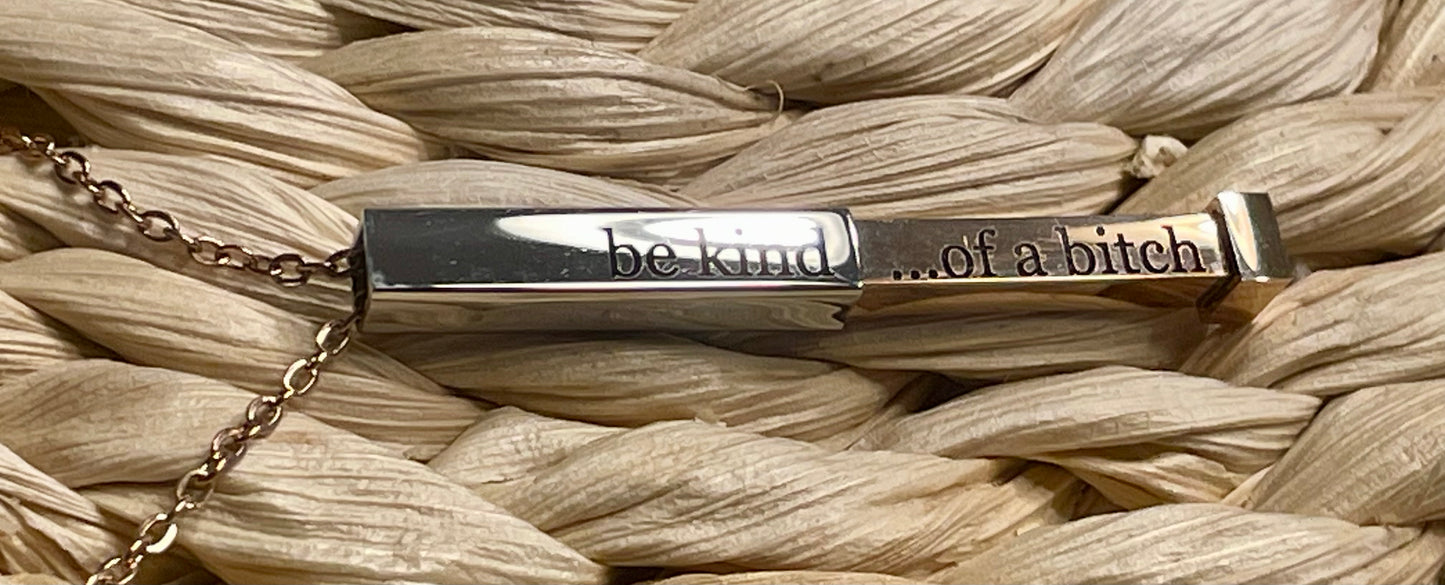 be kind ...of a bitch